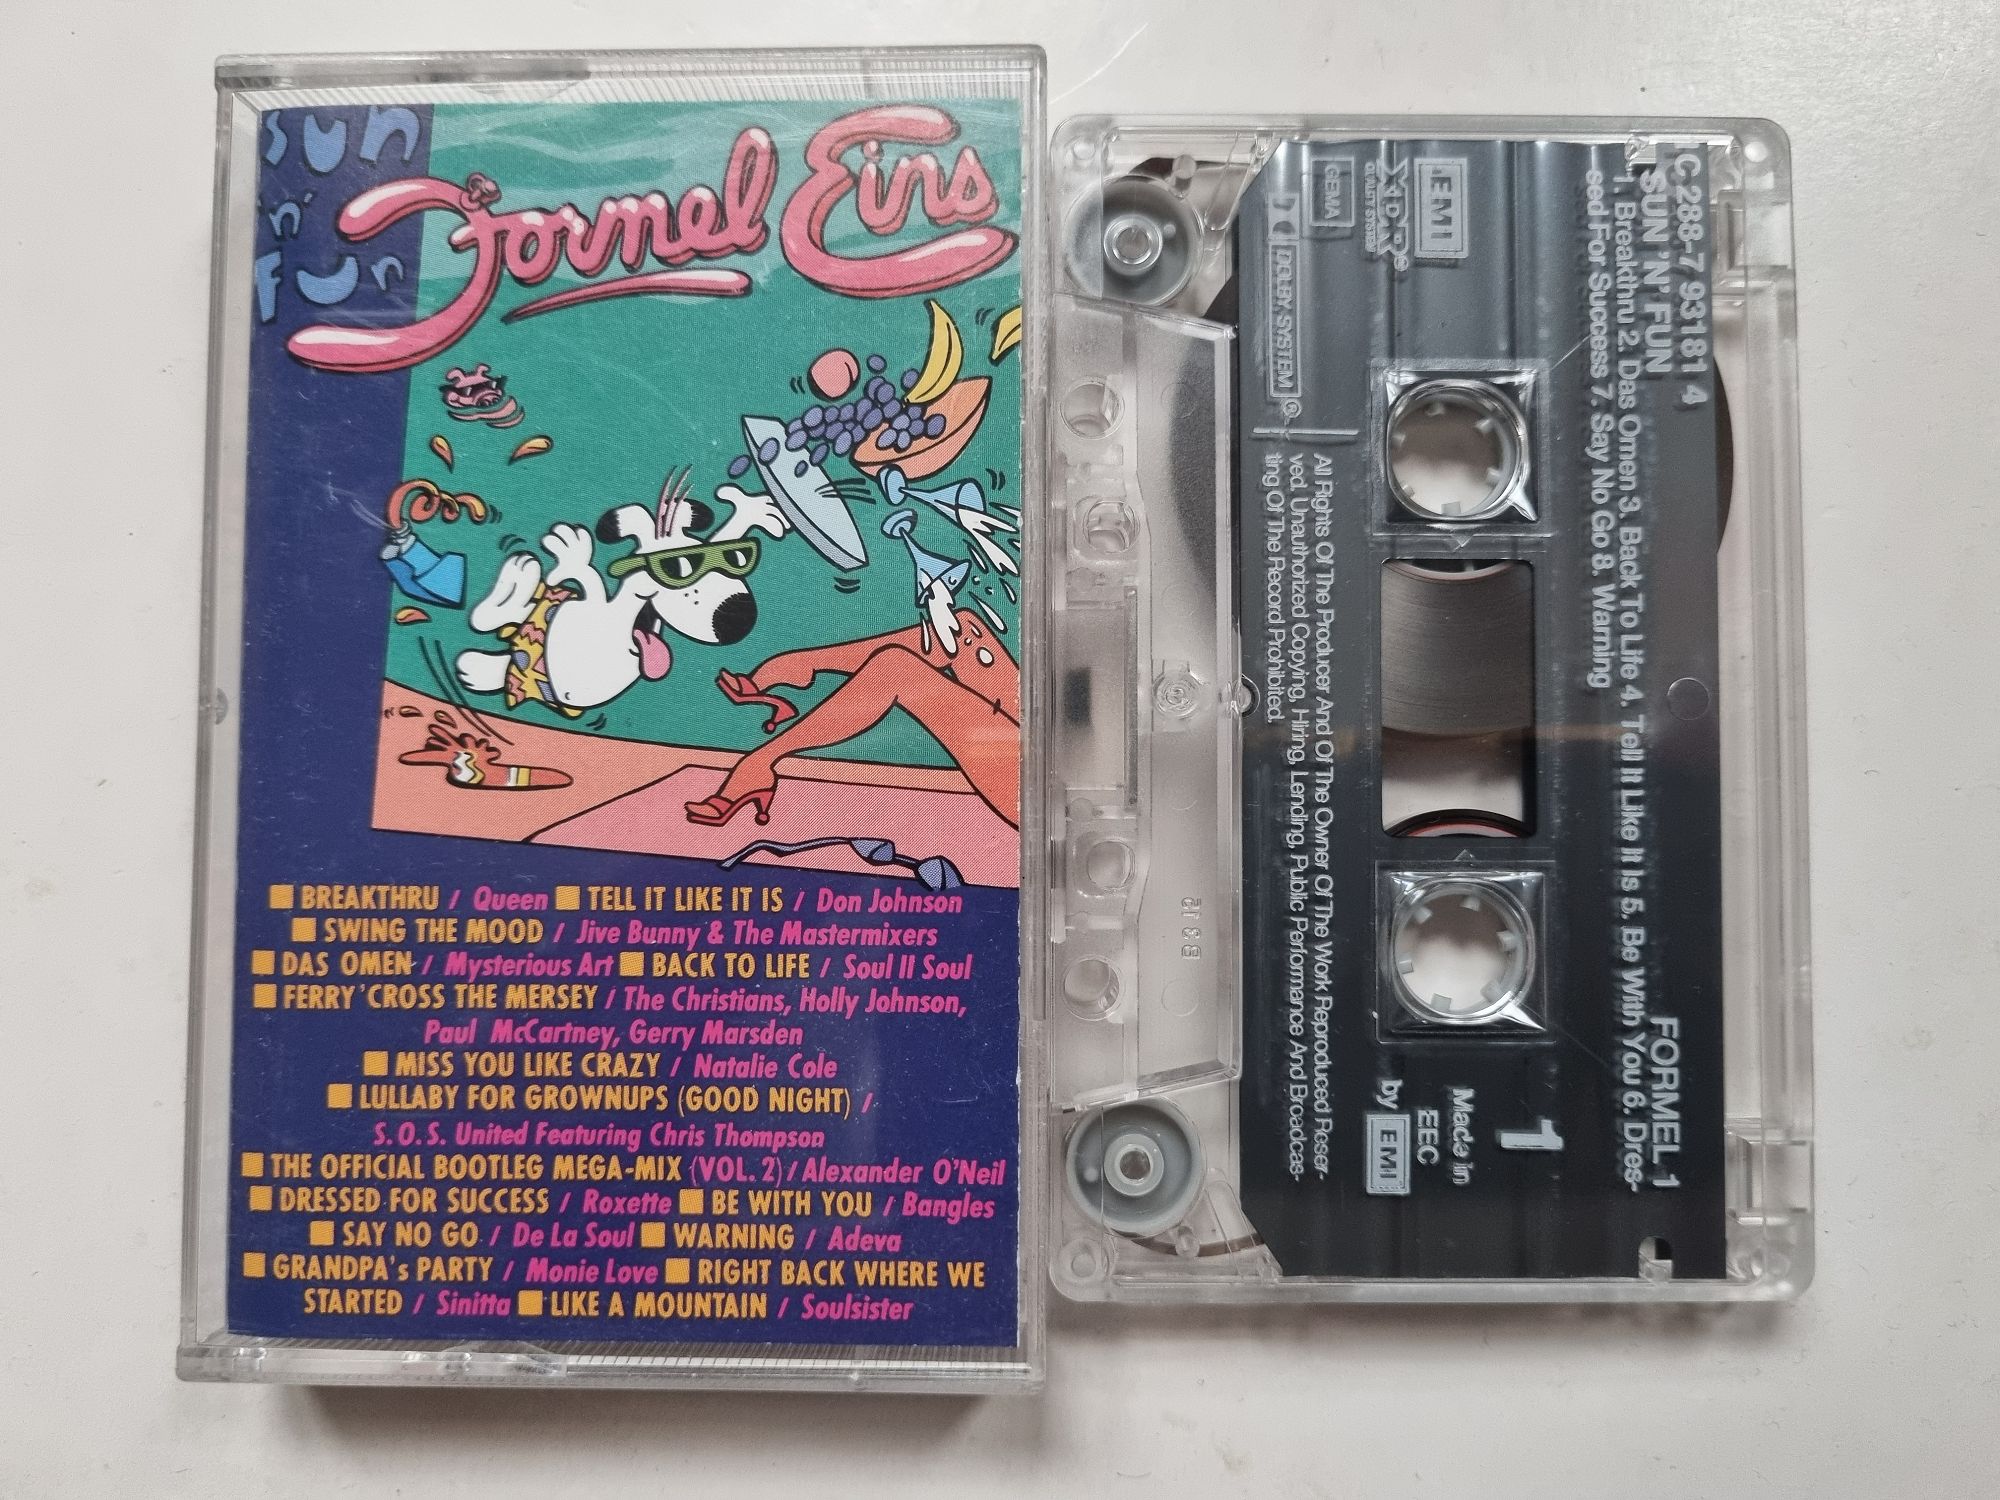 SUN
'n'
FUN
Formel Eins
BREAKTHRU / Queen TELL IT LIKE IT IS / Don Johnson
SWING THE MOOD / Jive Bunny & The Mastermixers
DAS OMEN / Mysterious Art BACK TO LIFE / Soul II Soul
FERRY 'CROSS THE MERSEY / The Christians, Holly Johnson,
Paul McCartney, Gerry Marsden
MISS YOU LIKE CRAZY / Natalie Cole
LULLABY FOR GROWNUPS (GOOD NIGHT) /
S.O.S. United Featuring Chris Thompson
THE OFFICIAL BOOTLEG MEGA-MIX (VOL. 2) / Alexander O'Neil
DRESSED FOR SUCCESS / Roxette BE WITH YOU / Bangles
SAY NO GO / De La Soul WARNING / Adeva
GRANDPA's PARTY / Monie Love RIGHT BACK WHERE WE
STARTED / Sinitta LIKE A MOUNTAIN / Soulsister
C 288-7 93181 4
SUN 'N' FUN FORMEL 1
1. Breakthru 2. Das Omen 3. Back To Life 4. Tell It Like It Is 5. Be With You 6. Dres-
sed For Success 7. Say No Go 8. Warning
EMI
XDR®
GEMA
DOLBY SYSTEM®
1
Made in
EEC
by EMI
All Rights Of The Producer And Of The Owner Of The Work Reproduced Reser-
ved. Unauthorized Copying, Hiring, Lending, Public Performance And Broadcas-
ting Of The Record Prohibited.